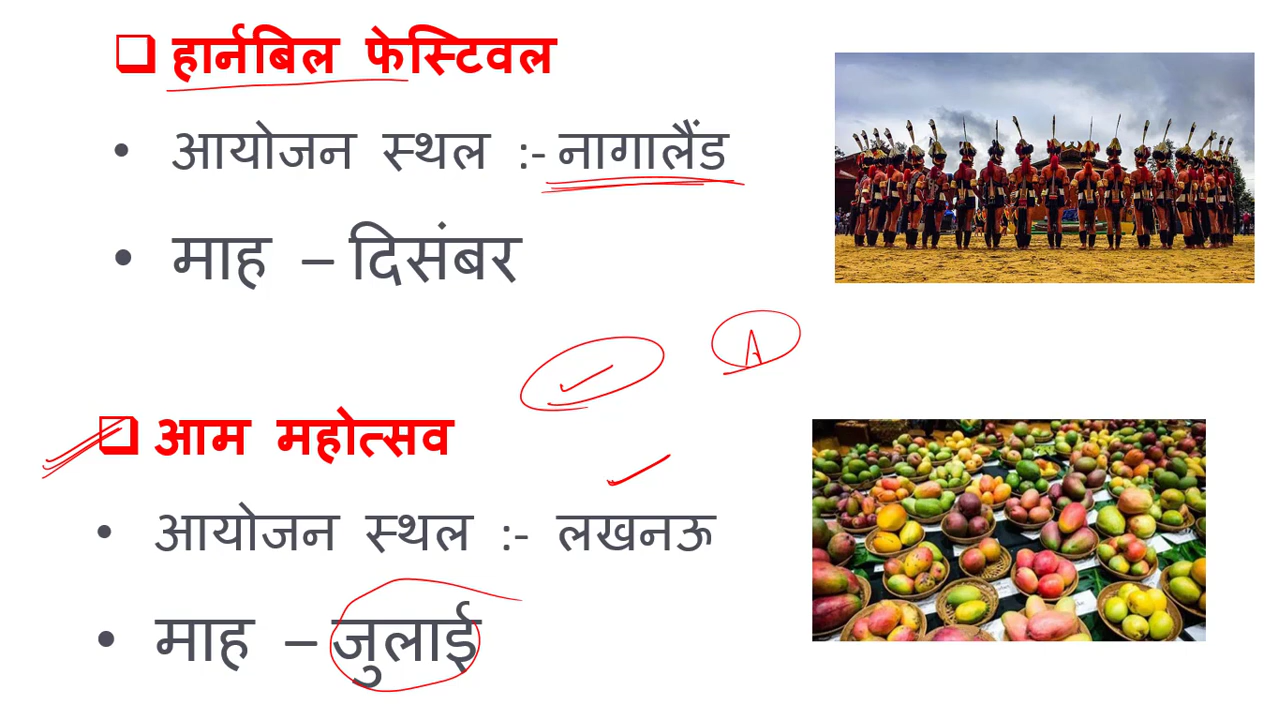 हार्नबिल फेस्टिवल
• आयोजन स्थल :- नागालैंड
• माह – दिसंबर
A
आम महोत्सव
• आयोजन स्थल :- लखनऊ
• माह – जुलाई